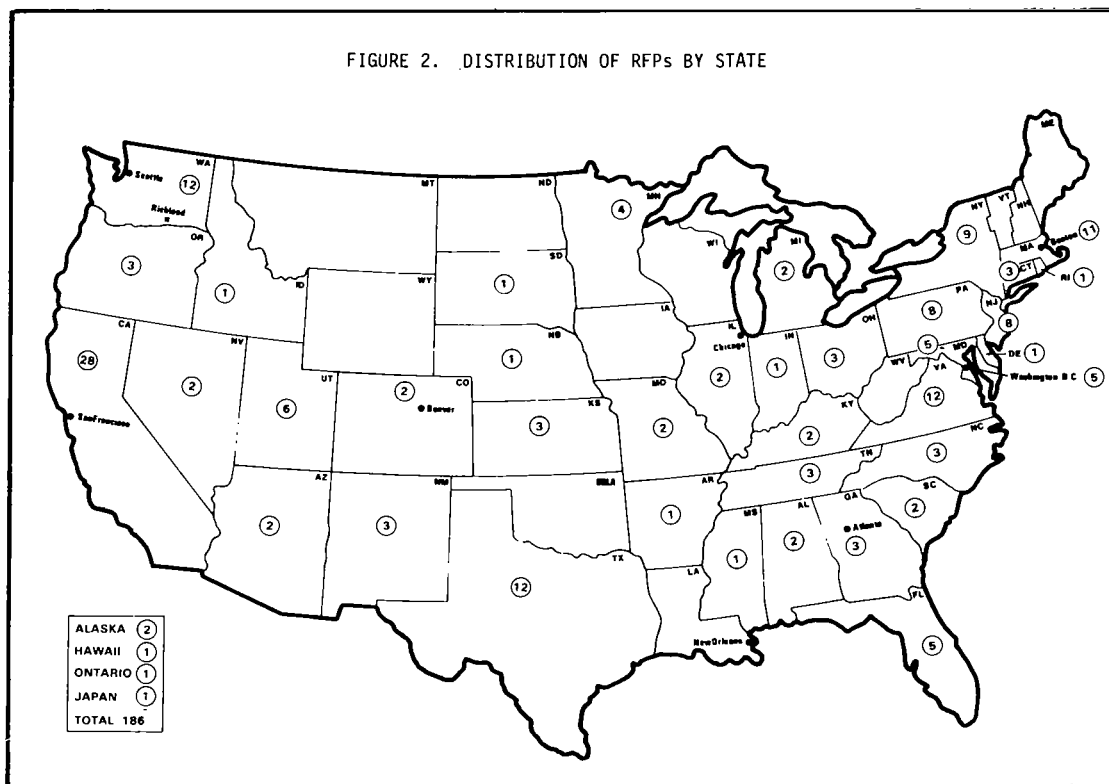 FIGURE 2. DISTRIBUTION OF RFPs BY STATE
WA
Seattle
12
Richland
OR
3
ID
1
MT
ND
MN
4
SD
1
WY
WI
MI
2
NY
9
VT
NH
ME
MA
Boston 11
CT
3
RI 1
PA
8
NJ
8
CA
28
San Francisco
NV
2
UT
6
CO
2
Denver
NB
1
KS
3
IA
MO
2
IL
Chicago
2
IN
1
OH
3
WV
MD
5
DE 1
Washington D C 5
VA
12
KY
2
TN
3
NC
3
SC
2
AZ
2
NM
3
OKLA
TX
12
AR
1
LA
New Orleans
MS
1
AL
2
GA
Atlanta
3
FL
5
ALASKA 2
HAWAII 1
ONTARIO 1
JAPAN 1
TOTAL 186